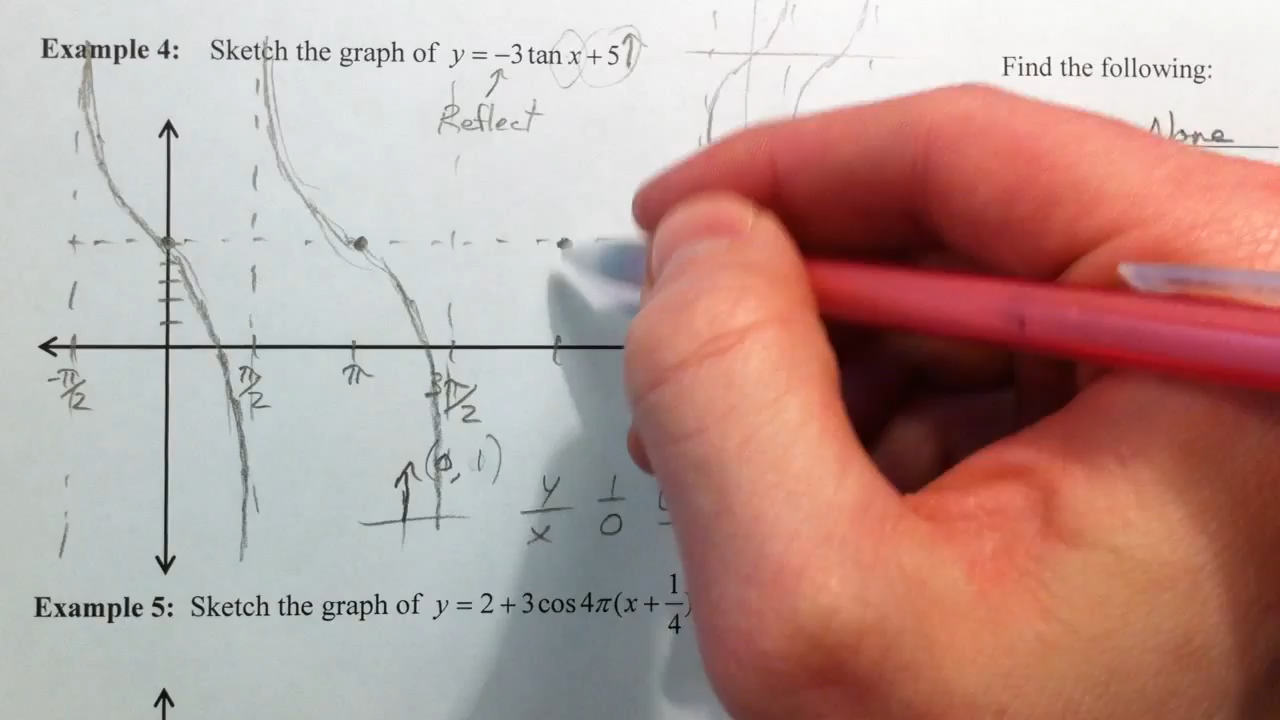 Example 4: Sketch the graph of y = −3 tan x + 5
Find the following:
Reflect
None
-π/2
π/2
π
3π/2
(0, 1)
y/x 1/0
Example 5: Sketch the graph of y = 2 + 3 cos 4π(x + 1/4)